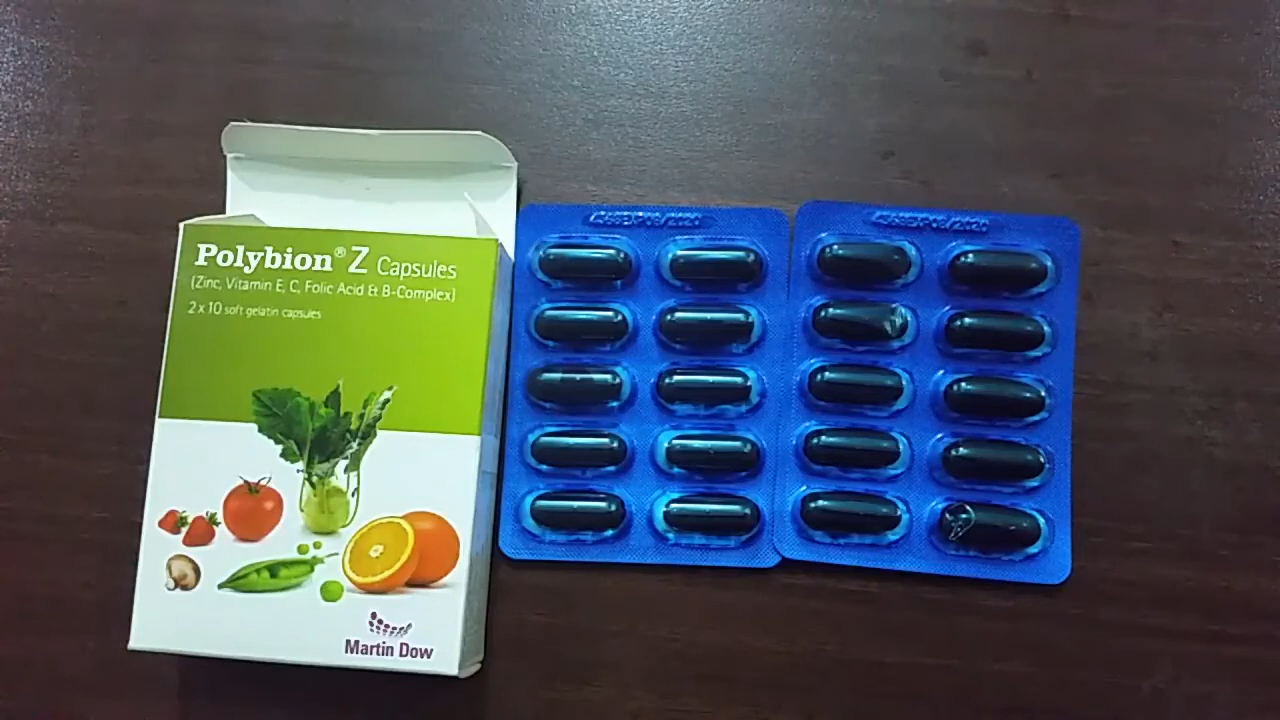 Polybion® Z Capsules
(Zinc, Vitamin E, C, Folic Acid & B-Complex)
2 x 10 soft gelatin capsules
Martin Dow